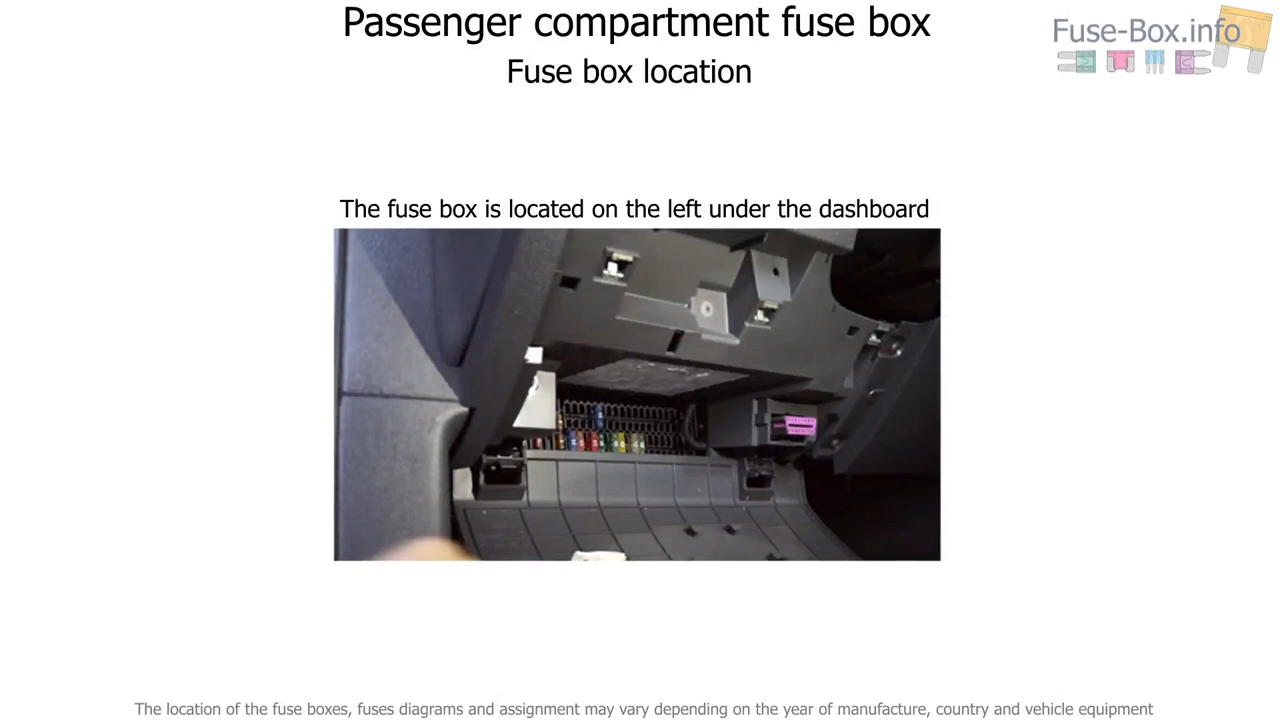 Passenger compartment fuse box
Fuse-Box.info
Fuse box location
The fuse box is located on the left under the dashboard
The location of the fuse boxes, fuses diagrams and assignment may vary depending on the year of manufacture, country and vehicle equipment